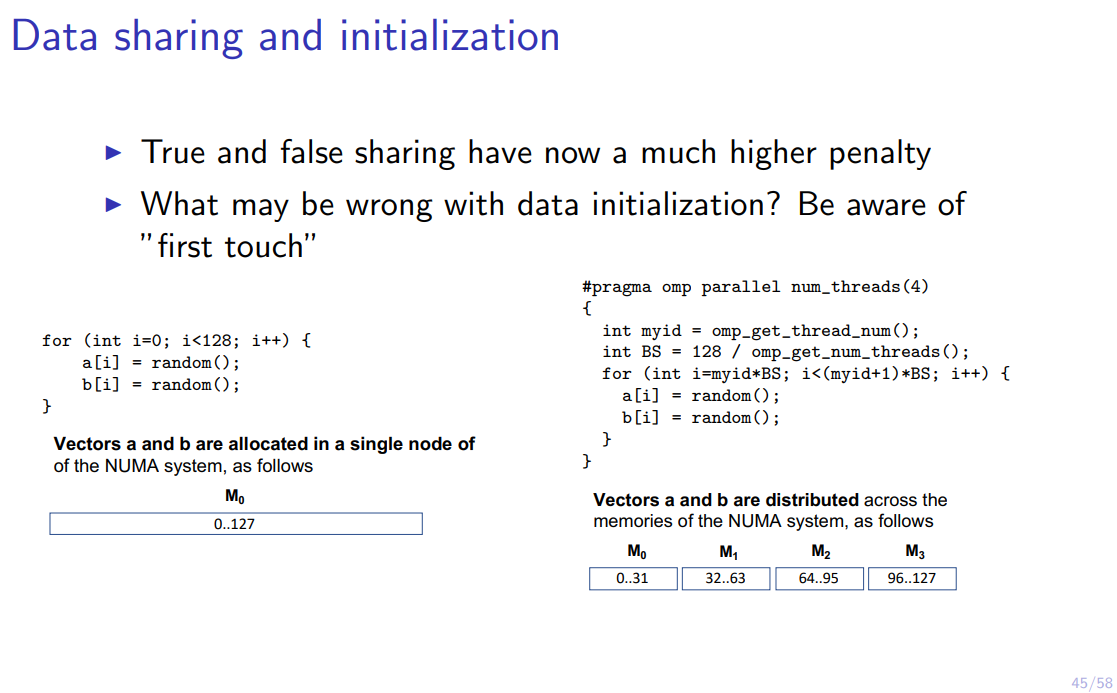 Data sharing and initialization
▶ True and false sharing have now a much higher penalty
▶ What may be wrong with data initialization? Be aware of
”first touch”
for (int i=0; i<128; i++) {
    a[i] = random();
    b[i] = random();
}
Vectors a and b are allocated in a single node of
of the NUMA system, as follows
M₀
0..127
#pragma omp parallel num_threads(4)
{
  int myid = omp_get_thread_num();
  int BS = 128 / omp_get_num_threads();
  for (int i=myid*BS; i<(myid+1)*BS; i++) {
    a[i] = random();
    b[i] = random();
  }
}
Vectors a and b are distributed across the
memories of the NUMA system, as follows
M₀ M₁ M₂ M₃
0..31 32..63 64..95 96..127
45/58